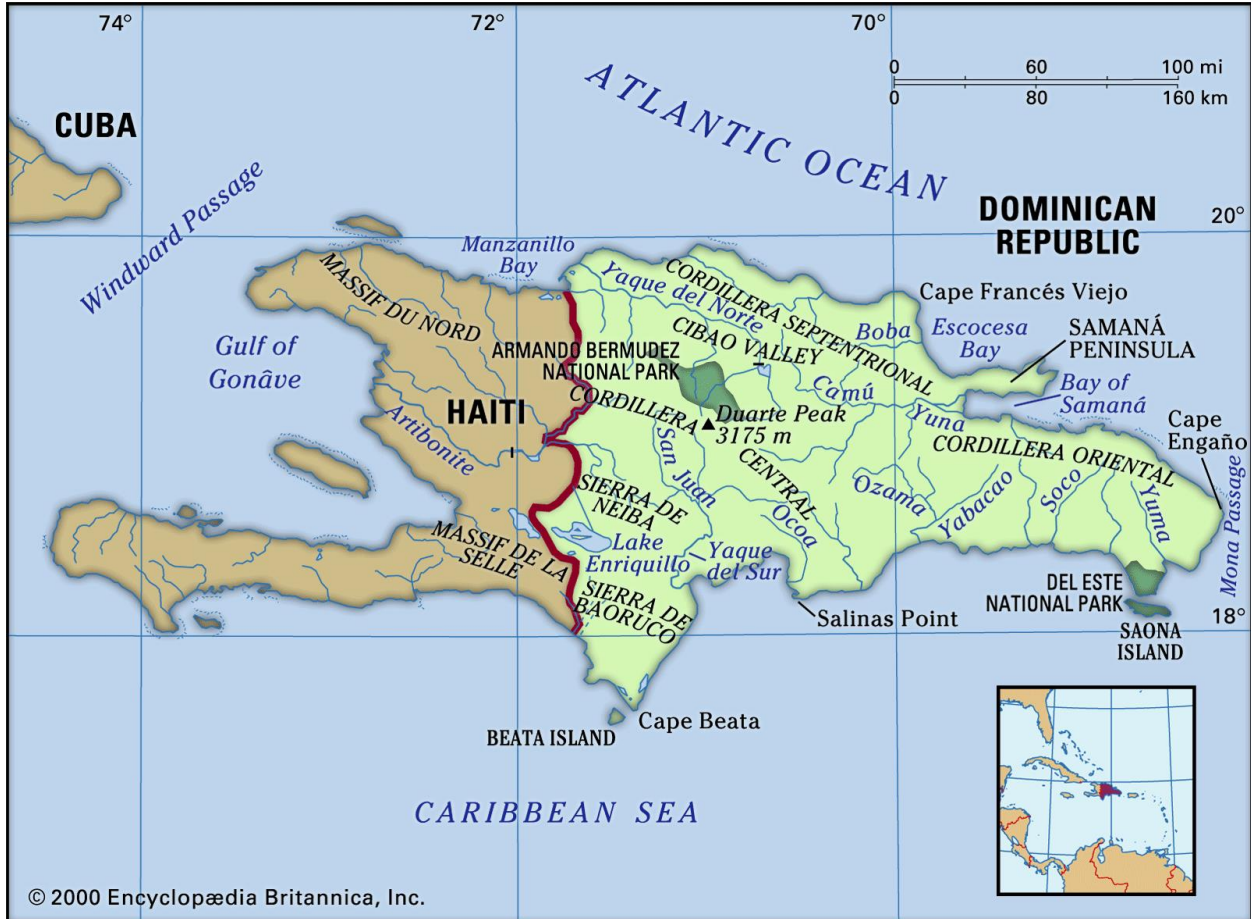 74°
72°
70°
0 60 100 mi
0 80 160 km
ATLANTIC OCEAN
CUBA
Windward Passage
DOMINICAN
REPUBLIC
20°
Manzanillo
Bay
MASSIF DU NORD
Yaque del Norte
CORDILLERA SEPTENTRIONAL
Cape Francés Viejo
CIBAO VALLEY
Boba
Escocesa
Bay
SAMANÁ
PENINSULA
Gulf of
Gonâve
ARMANDO BERMUDEZ
NATIONAL PARK
Camú
Bay of
Samaná
CORDILLERA CENTRAL
HAITI
Duarte Peak
3175 m
Yuna
Cape
Engaño
Artibonite
San Juan
CORDILLERA ORIENTAL
SIERRA DE
NEIBA
Ozama
Yabacao
Soco
Yuma
Mona Passage
Ocoa
MASSIF DE LA
SELLE
Lake
Enriquillo
Yaque
del Sur
DEL ESTE
NATIONAL PARK
SIERRA DE
BAORUCO
Salinas Point
18°
SAONA
ISLAND
Cape Beata
BEATA ISLAND
CARIBBEAN SEA
© 2000 Encyclopædia Britannica, Inc.